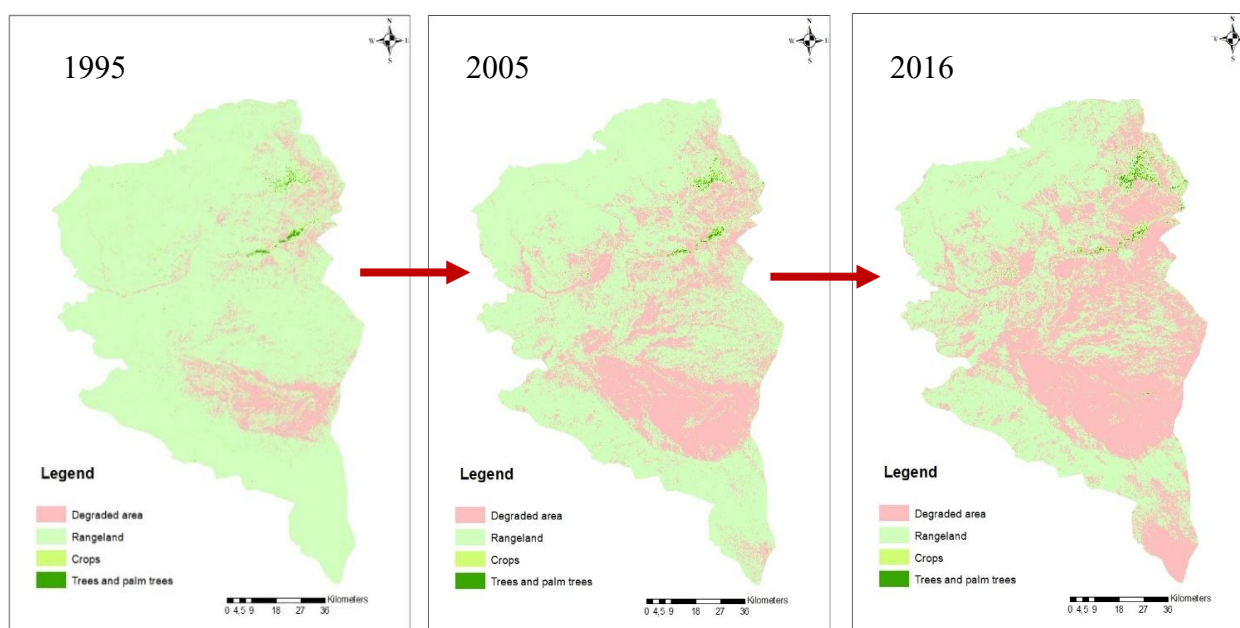 1995
N
W E
S
Legend
Degraded area
Rangeland
Crops
Trees and palm trees
Kilometers
0 4,5 9 18 27 36
2005
N
W E
S
Legend
Degraded area
Rangeland
Crops
Trees and palm trees
Kilometers
0 4,5 9 18 27 36
2016
N
W E
S
Legend
Degraded area
Rangeland
Crops
Trees and palm trees
Kilometers
0 4,5 9 18 27 36